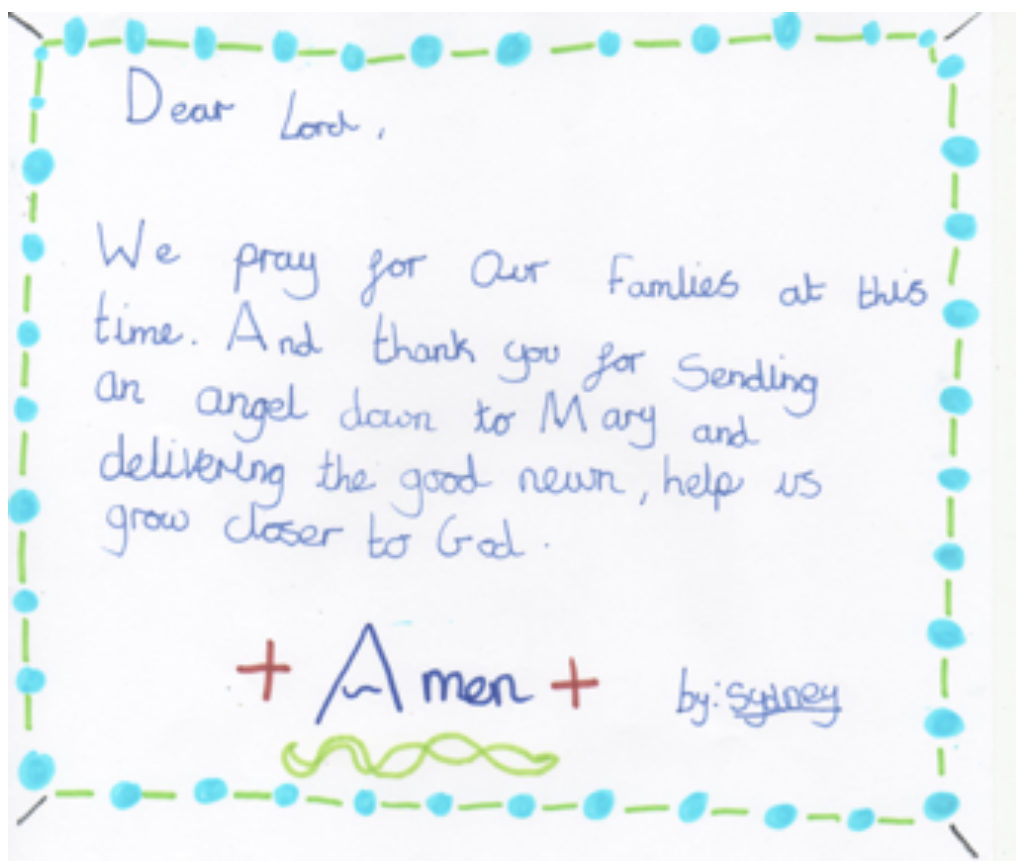 Dear Lord,
We pray for Our Famlies at this
time. And thank you for Sending
an angel down to Mary and
delivering the good newn, help us
grow closer to God.
+ Amen + by: Sydney